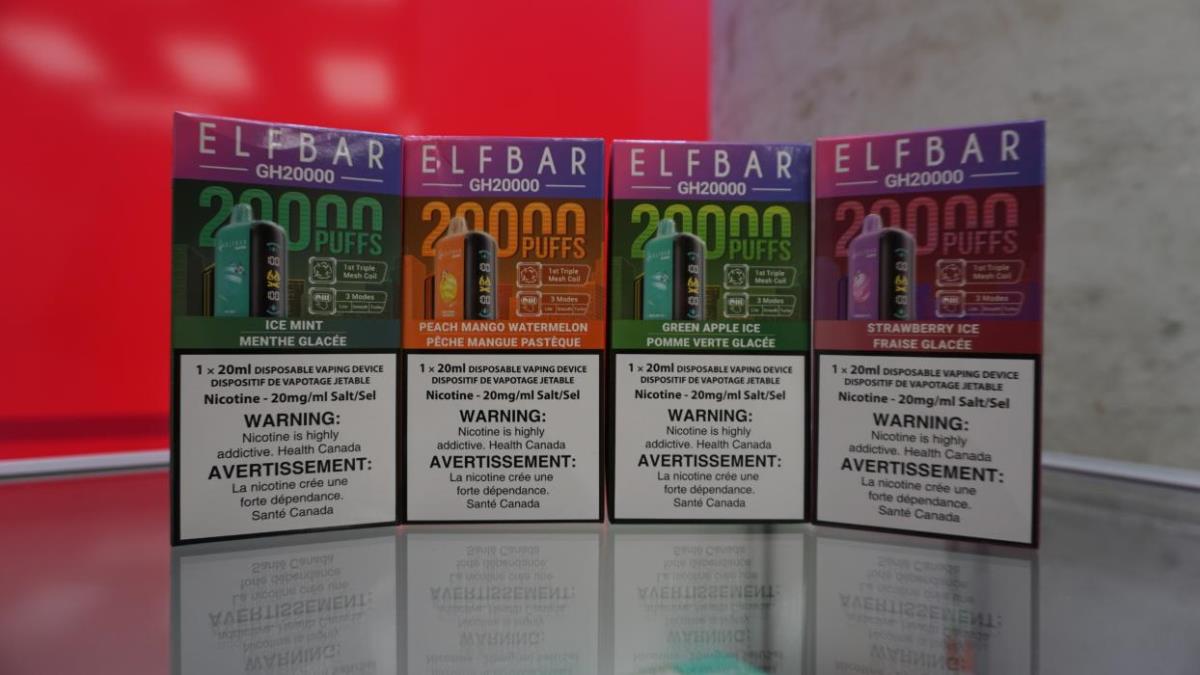 ELFBAR
GH20000
20000
PUFFS
1st Triple
Mesh Coil
3 Modes
ICE MINT
MENTHE GLACÉE
1 × 20ml DISPOSABLE VAPING DEVICE
DISPOSITIF DE VAPOTAGE JETABLE
Nicotine - 20mg/ml Salt/Sel
WARNING:
Nicotine is highly
addictive. Health Canada
AVERTISSEMENT:
La nicotine crée une
forte dépendance.
Santé Canada
ELFBAR
GH20000
20000
PUFFS
1st Triple
Mesh Coil
3 Modes
PEACH MANGO WATERMELON
PÊCHE MANGUE PASTÈQUE
1 × 20ml DISPOSABLE VAPING DEVICE
DISPOSITIF DE VAPOTAGE JETABLE
Nicotine - 20mg/ml Salt/Sel
WARNING:
Nicotine is highly
addictive. Health Canada
AVERTISSEMENT:
La nicotine crée une
forte dépendance.
Santé Canada
ELFBAR
GH20000
20000
PUFFS
1st Triple
Mesh Coil
3 Modes
GREEN APPLE ICE
POMME VERTE GLACÉE
1 × 20ml DISPOSABLE VAPING DEVICE
DISPOSITIF DE VAPOTAGE JETABLE
Nicotine - 20mg/ml Salt/Sel
WARNING:
Nicotine is highly
addictive. Health Canada
AVERTISSEMENT:
La nicotine crée une
forte dépendance.
Santé Canada
ELFBAR
GH20000
20000
PUFFS
1st Triple
Mesh Coil
3 Modes
STRAWBERRY ICE
FRAISE GLACÉE
1 × 20ml DISPOSABLE VAPING DEVICE
DISPOSITIF DE VAPOTAGE JETABLE
Nicotine - 20mg/ml Salt/Sel
WARNING:
Nicotine is highly
addictive. Health Canada
AVERTISSEMENT:
La nicotine crée une
forte dépendance.
Santé Canada